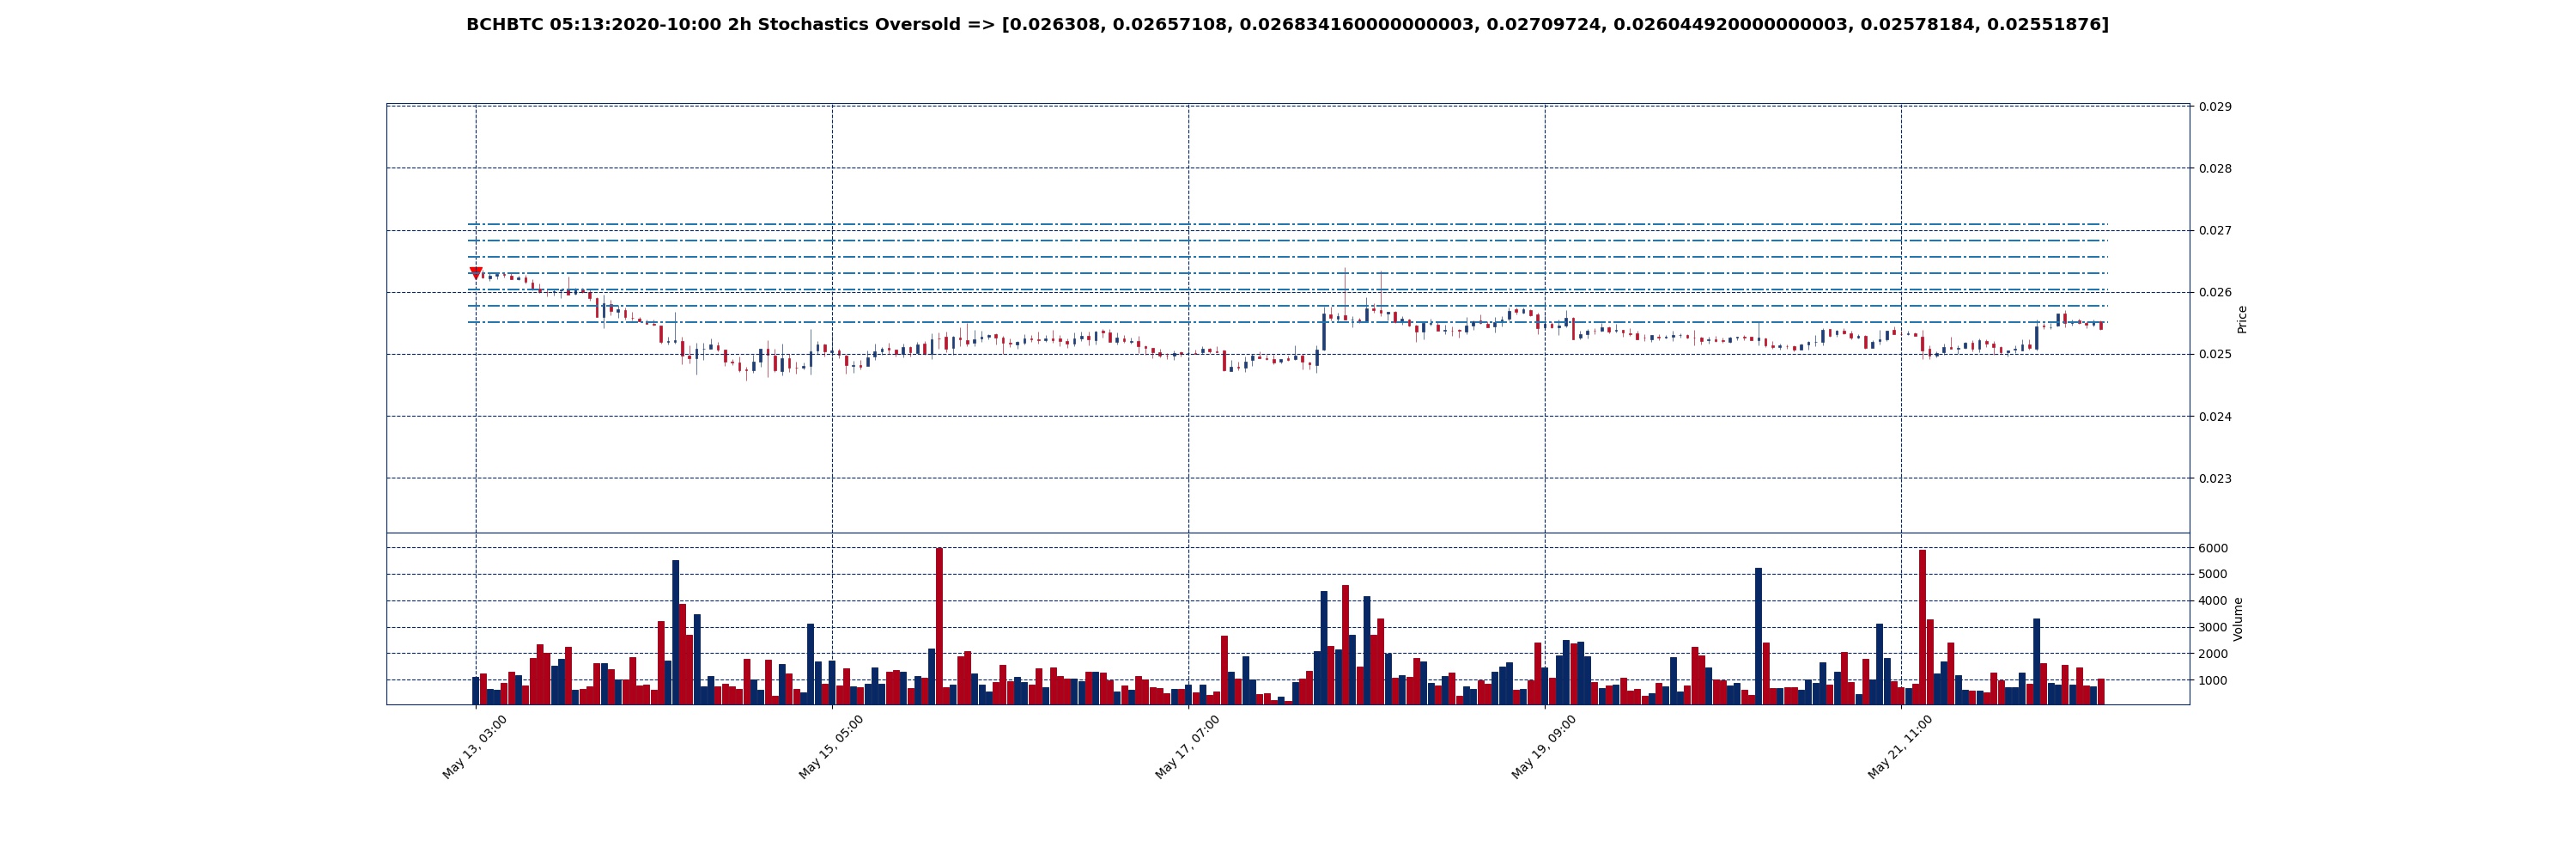 BCHBTC 05:13:2020-10:00 2h Stochastics Oversold => [0.026308, 0.02657108, 0.026834160000000003, 0.02709724, 0.026044920000000003, 0.02578184, 0.02551876]
0.029
0.028
0.027
0.026
0.025
0.024
0.023
Price
6000
5000
4000
3000
2000
1000
Volume
May 13, 03:00
May 15, 05:00
May 17, 07:00
May 19, 09:00
May 21, 11:00